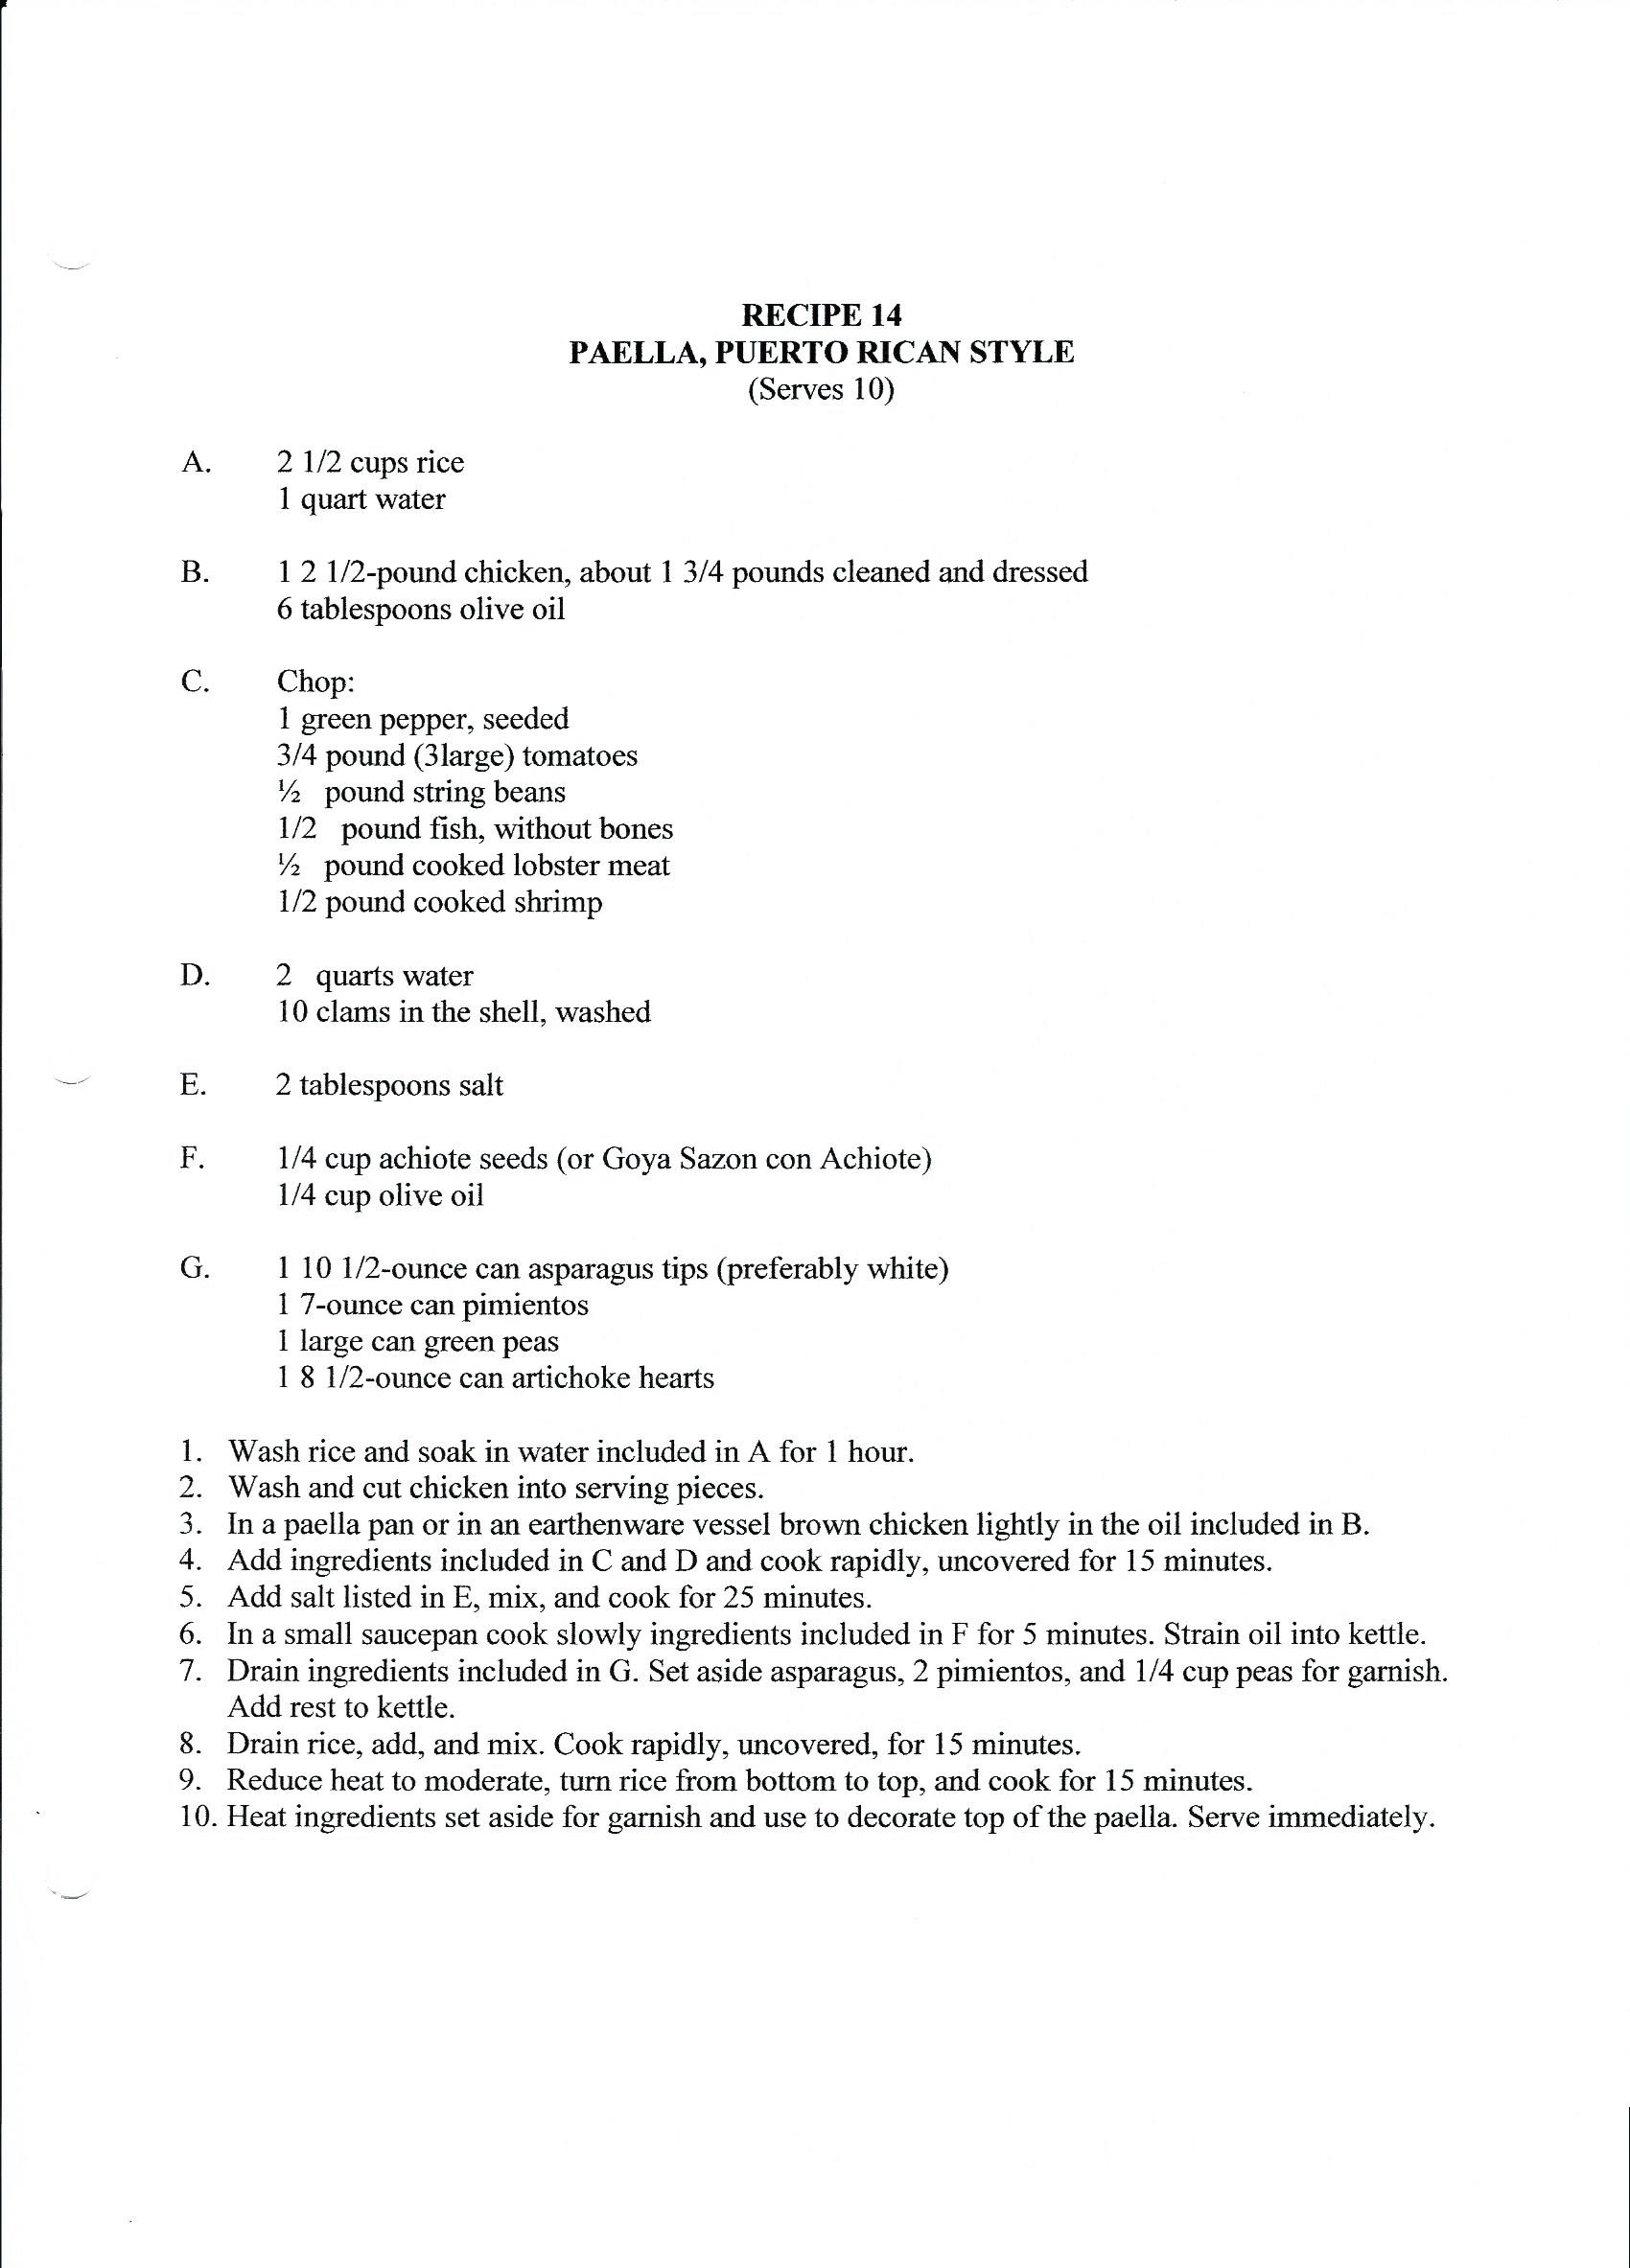 RECIPE 14
PAELLA, PUERTO RICAN STYLE
(Serves 10)
A. 2 1/2 cups rice
1 quart water
B. 1 2 1/2-pound chicken, about 1 3/4 pounds cleaned and dressed
6 tablespoons olive oil
C. Chop:
1 green pepper, seeded
3/4 pound (3large) tomatoes
½ pound string beans
1/2 pound fish, without bones
½ pound cooked lobster meat
1/2 pound cooked shrimp
D. 2 quarts water
10 clams in the shell, washed
E. 2 tablespoons salt
F. 1/4 cup achiote seeds (or Goya Sazon con Achiote)
1/4 cup olive oil
G. 1 10 1/2-ounce can asparagus tips (preferably white)
1 7-ounce can pimientos
1 large can green peas
1 8 1/2-ounce can artichoke hearts
1. Wash rice and soak in water included in A for 1 hour.
2. Wash and cut chicken into serving pieces.
3. In a paella pan or in an earthenware vessel brown chicken lightly in the oil included in B.
4. Add ingredients included in C and D and cook rapidly, uncovered for 15 minutes.
5. Add salt listed in E, mix, and cook for 25 minutes.
6. In a small saucepan cook slowly ingredients included in F for 5 minutes. Strain oil into kettle.
7. Drain ingredients included in G. Set aside asparagus, 2 pimientos, and 1/4 cup peas for garnish.
Add rest to kettle.
8. Drain rice, add, and mix. Cook rapidly, uncovered, for 15 minutes.
9. Reduce heat to moderate, turn rice from bottom to top, and cook for 15 minutes.
10. Heat ingredients set aside for garnish and use to decorate top of the paella. Serve immediately.